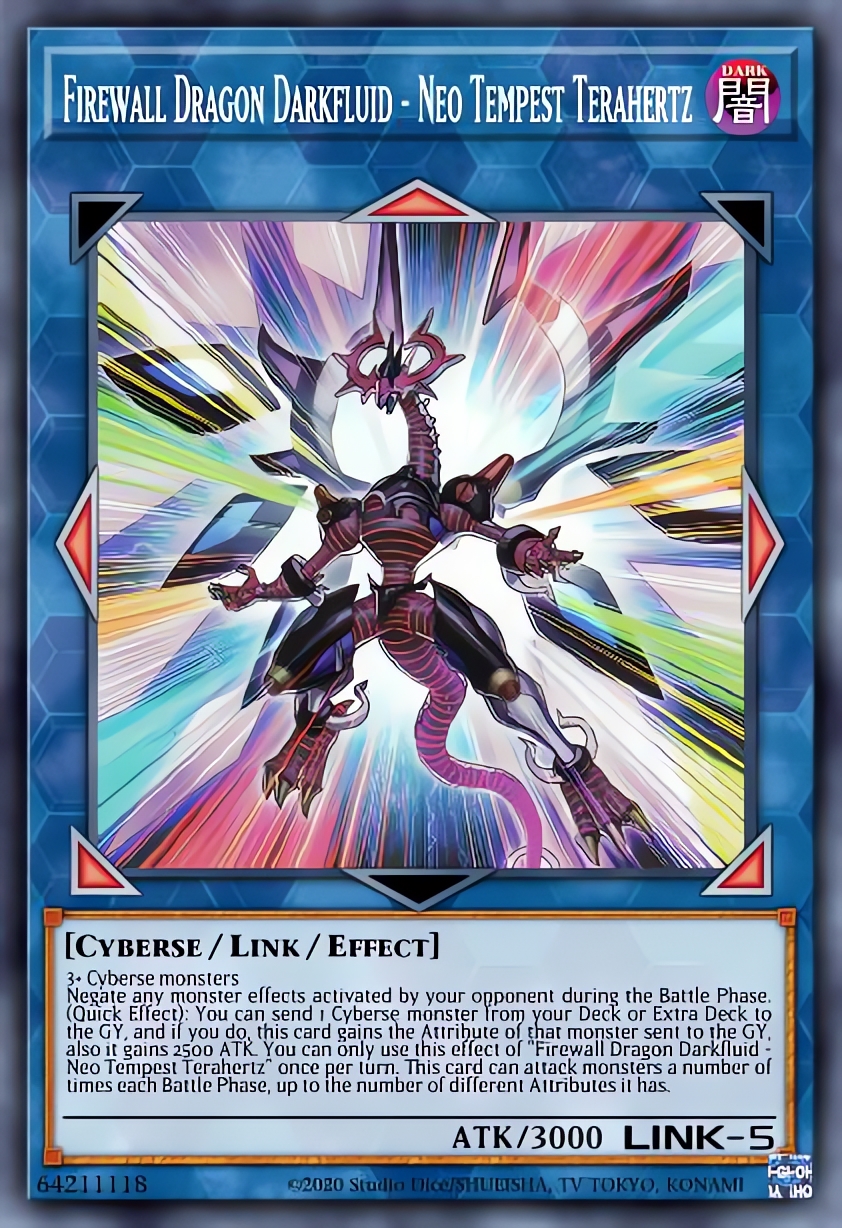 Firewall Dragon Darkfluid - Neo Tempest Terahertz
DARK
闇
[Cyberse / Link / Effect]
3+ Cyberse monsters
Negate any monster effects activated by your opponent during the Battle Phase.
(Quick Effect): You can send 1 Cyberse monster from your Deck or Extra Deck to
the GY, and if you do, this card gains the Attribute of that monster sent to the GY,
also it gains 2500 ATK. You can only use this effect of "Firewall Dragon Darkfluid -
Neo Tempest Terahertz" once per turn. This card can attack monsters a number of
times each Battle Phase, up to the number of different Attributes it has.
ATK/3000 LINK-5
64211118 ©2020 Studio Dice/SHUEISHA, TV TOKYO, KONAMI